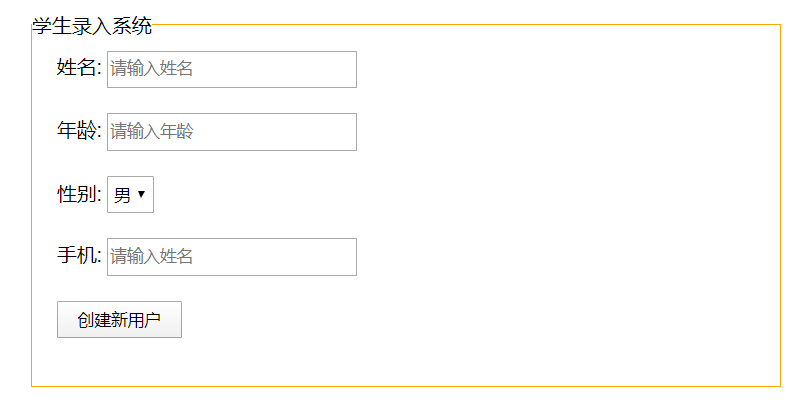 学生录入系统
姓名: 请输入姓名
年龄: 请输入年龄
性别: 男
手机: 请输入姓名
创建新用户